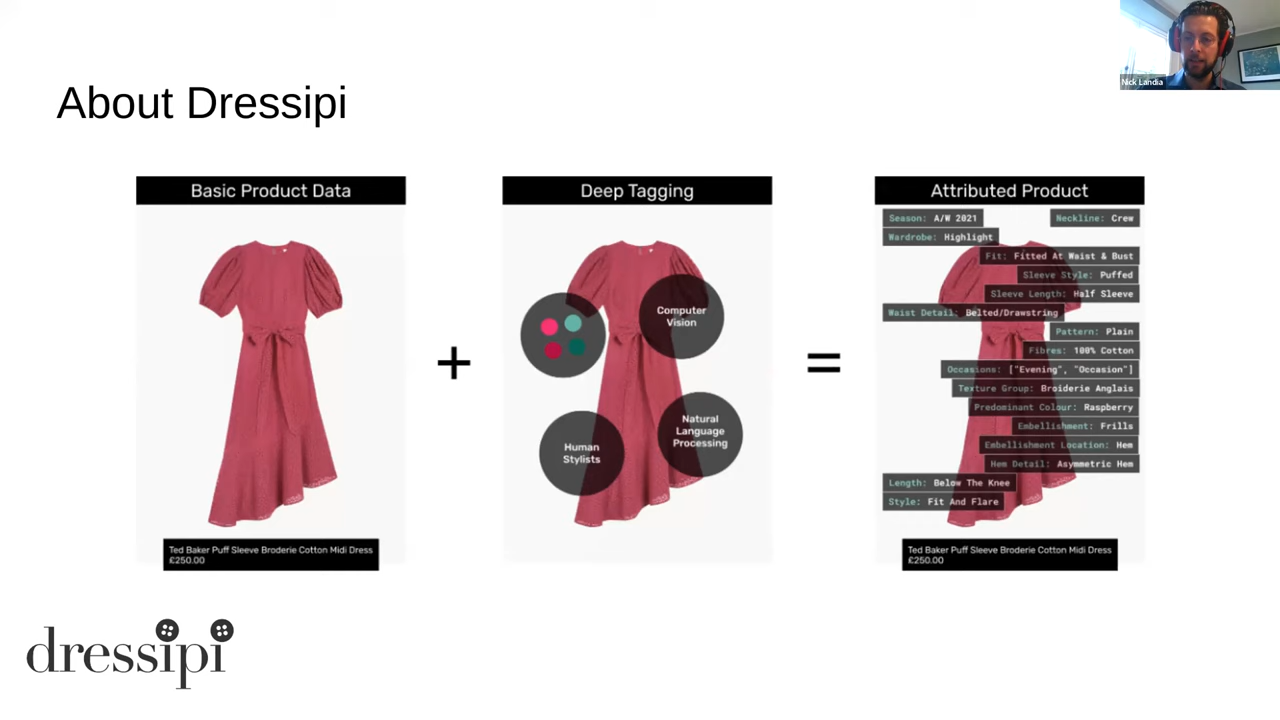 Nick Landia
About Dressipi
Basic Product Data
Ted Baker Puff Sleeve Broderie Cotton Midi Dress
£250.00
+
Deep Tagging
Computer
Vision
Human
Stylists
Natural
Language
Processing
=
Attributed Product
Season: A/W 2021
Neckline: Crew
Wardrobe: Highlight
Fit: Fitted At Waist & Bust
Sleeve Style: Puffed
Sleeve Length: Half Sleeve
Waist Detail: Belted/Drawstring
Pattern: Plain
Fibres: 100% Cotton
Occasions: ["Evening", "Occasion"]
Texture Group: Broiderie Anglais
Predominant Colour: Raspberry
Embellishment: Frills
Embellishment Location: Hem
Hem Detail: Asymmetric Hem
Length: Below The Knee
Style: Fit And Flare
Ted Baker Puff Sleeve Broderie Cotton Midi Dress
£250.00
dressipi